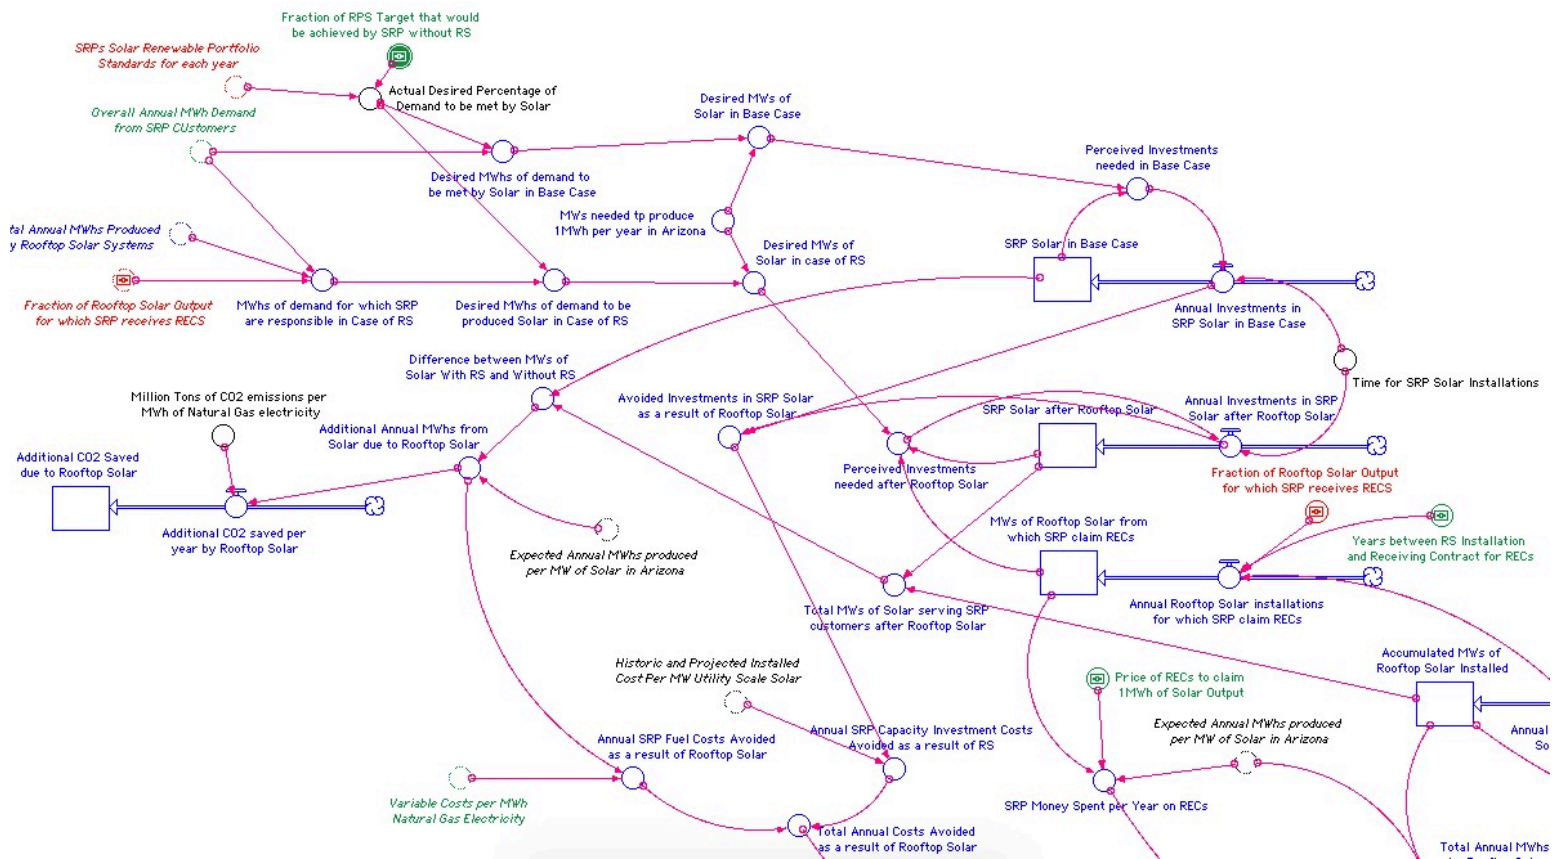 Fraction of RPS Target that would
be achieved by SRP without RS
SRPs Solar Renewable Portfolio
Standards for each year
Actual Desired Percentage of
Demand to be met by Solar
Overall Annual MWh Demand
from SRP CUstomers
Desired MWs of
Solar in Base Case
Perceived Investments
needed in Base Case
Desired MWhs of demand to
be met by Solar in Base Case
MWs needed tp produce
1MWh per year in Arizona
tal Annual MWhs Produced
y Rooftop Solar Systems
Desired MWs of
Solar in case of RS
SRP Solar in Base Case
Fraction of Rooftop Solar Output
for which SRP receives RECS
MWhs of demand for which SRP
are responsible in Case of RS
Desired MWhs of demand to be
produced Solar in Case of RS
Annual Investments in
SRP Solar in Base Case
Difference between MWs of
Solar With RS and Without RS
Time for SRP Solar Installations
Million Tons of CO2 emissions per
MWh of Natural Gas electricity
Avoided Investments in SRP Solar
as a result of Rooftop Solar
SRP Solar after Rooftop Solar
Annual Investments in SRP
Solar after Rooftop Solar
Additional Annual MWhs from
Solar due to Rooftop Solar
Additional CO2 Saved
due to Rooftop Solar
Perceived Investments
needed after Rooftop Solar
Fraction of Rooftop Solar Output
for which SRP receives RECS
Additional CO2 saved per
year by Rooftop Solar
MWs of Rooftop Solar from
which SRP claim RECs
Years between RS Installation
and Receiving Contract for RECs
Expected Annual MWhs produced
per MW of Solar in Arizona
Total MWs of Solar serving SRP
customers after Rooftop Solar
Annual Rooftop Solar installations
for which SRP claim RECs
Accumulated MWs of
Rooftop Solar Installed
Historic and Projected Installed
Cost Per MW Utility Scale Solar
Price of RECs to claim
1MWh of Solar Output
Expected Annual MWhs produced
per MW of Solar in Arizona
Annual SRP Capacity Investment Costs
Avoided as a result of RS
Annual
So
Annual SRP Fuel Costs Avoided
as a result of Rooftop Solar
Variable Costs per MWh
Natural Gas Electricity
SRP Money Spent per Year on RECs
Total Annual Costs Avoided
as a result of Rooftop Solar
Total Annual MWhs